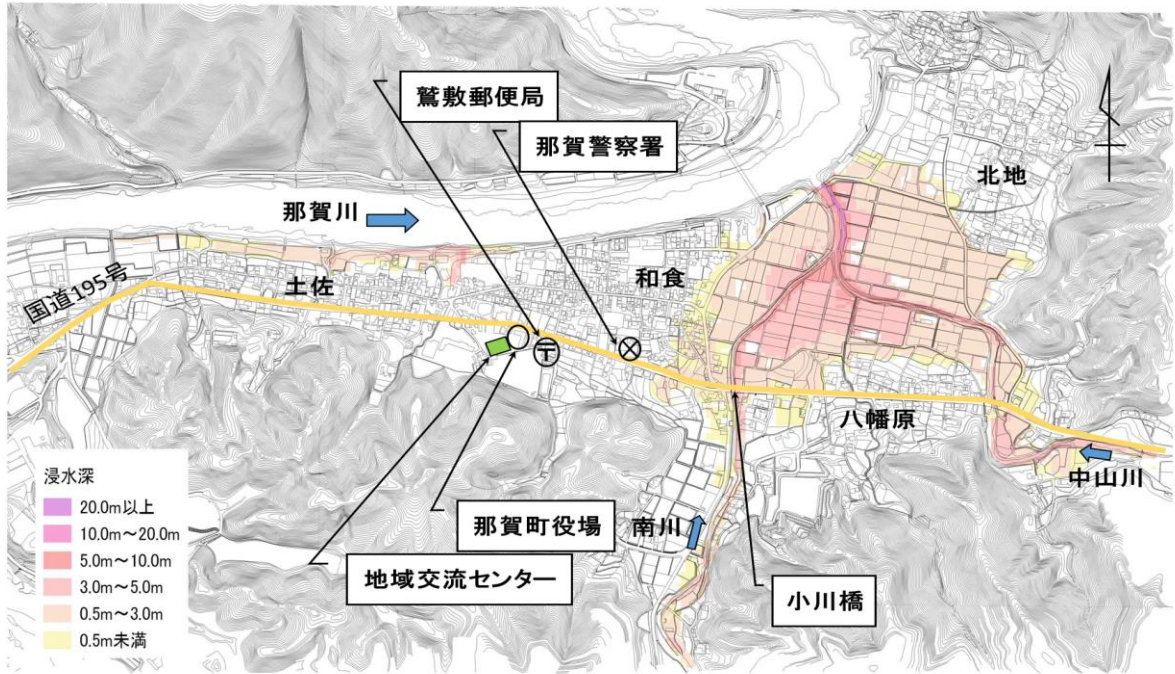 鷲敷郵便局
那賀警察署
北地
那賀川
国道195号
土佐
和食
〒
八幡原
中山川
南川
那賀町役場
地域交流センター
小川橋
浸水深
20.0m以上
10.0m～20.0m
5.0m～10.0m
3.0m～5.0m
0.5m～3.0m
0.5m未満